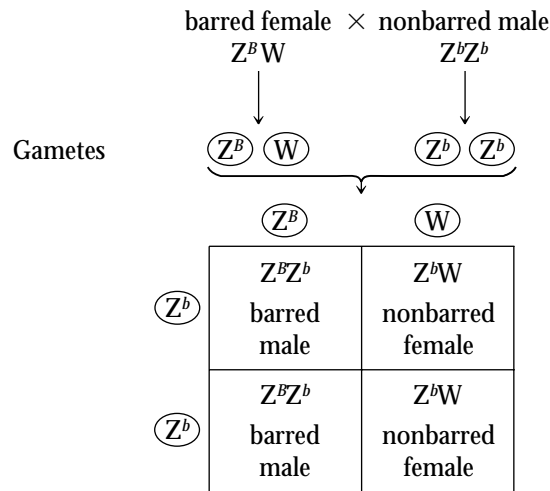 barred female × nonbarred male
Z^B W Z^b Z^b
Gametes Z^B W Z^b Z^b
Z^B W
Z^b Z^B Z^b Z^b W
barred nonbarred
male female
Z^b Z^B Z^b Z^b W
barred nonbarred
male female